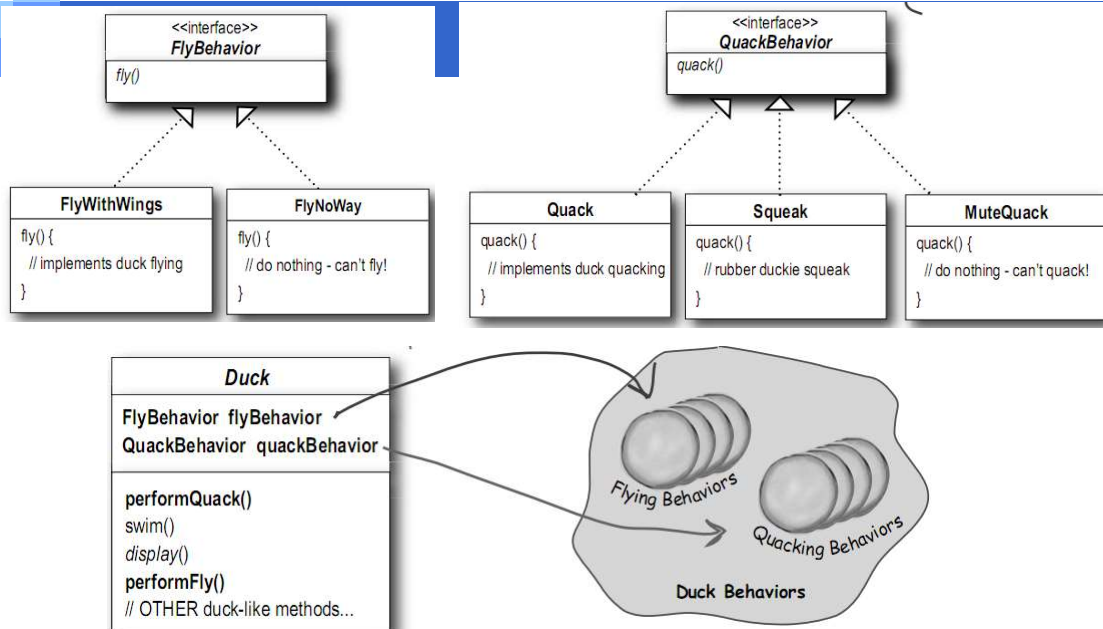 <<interface>>
FlyBehavior
fly()
<<interface>>
QuackBehavior
quack()
FlyWithWings
fly() {
// implements duck flying
}
FlyNoWay
fly() {
// do nothing - can't fly!
}
Quack
quack() {
// implements duck quacking
}
Squeak
quack() {
// rubber duckie squeak
}
MuteQuack
quack() {
// do nothing - can't quack!
}
Duck
FlyBehavior flyBehavior
QuackBehavior quackBehavior
performQuack()
swim()
display()
performFly()
// OTHER duck-like methods...
Flying Behaviors
Quacking Behaviors
Duck Behaviors